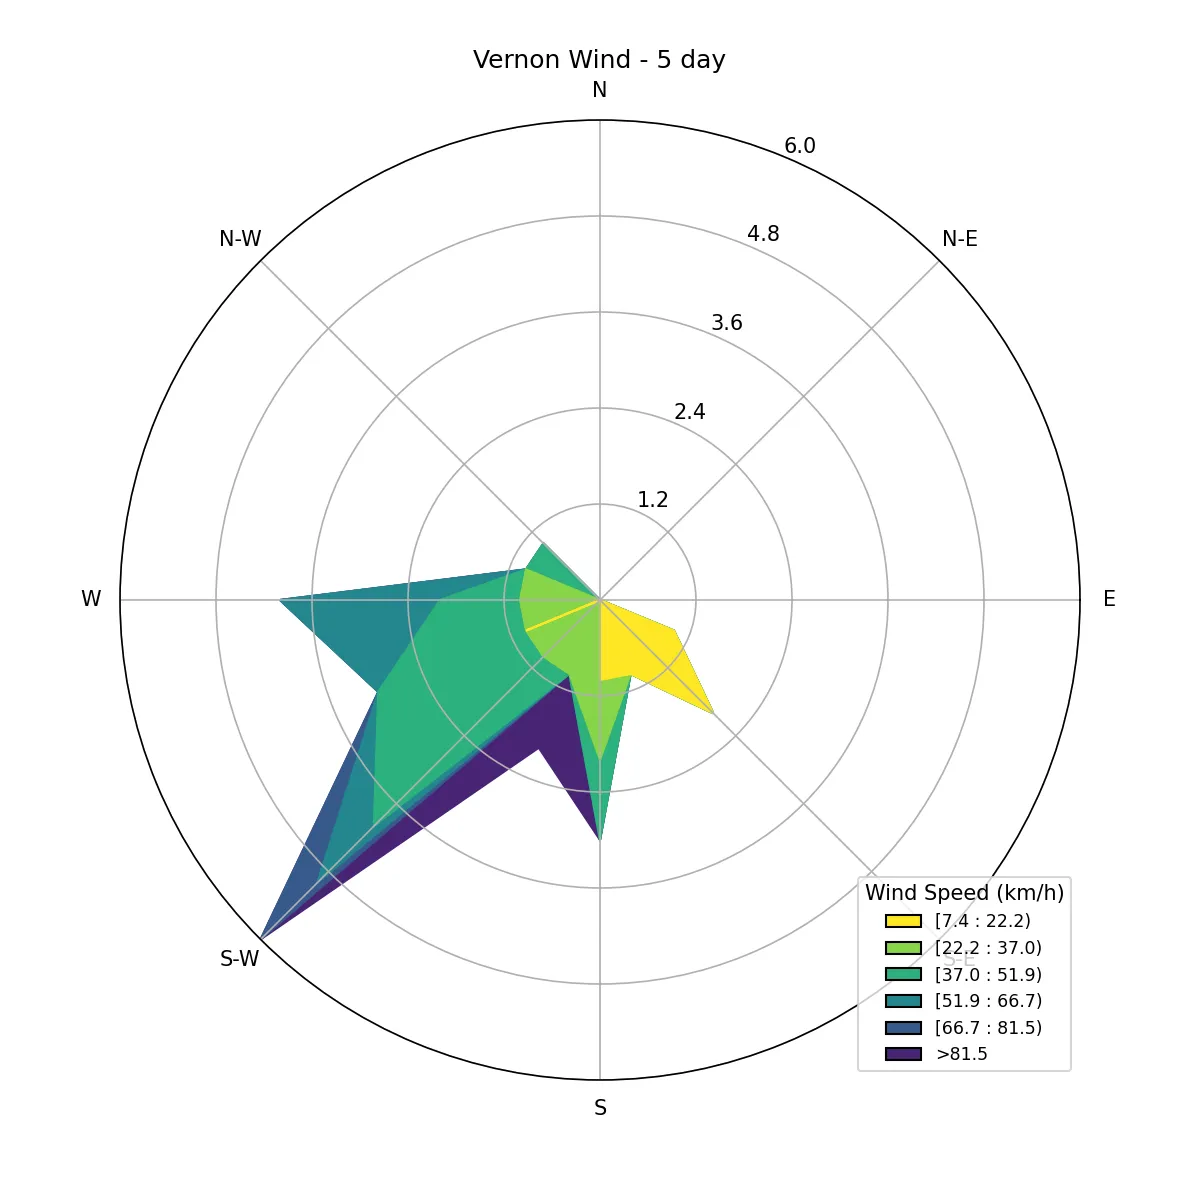 Vernon Wind - 5 day
N
6.0
4.8
N-W
N-E
3.6
2.4
1.2
W
E
Wind Speed (km/h)
[7.4 : 22.2)
[22.2 : 37.0)
S-W
S-E
[37.0 : 51.9)
[51.9 : 66.7)
[66.7 : 81.5)
>81.5
S